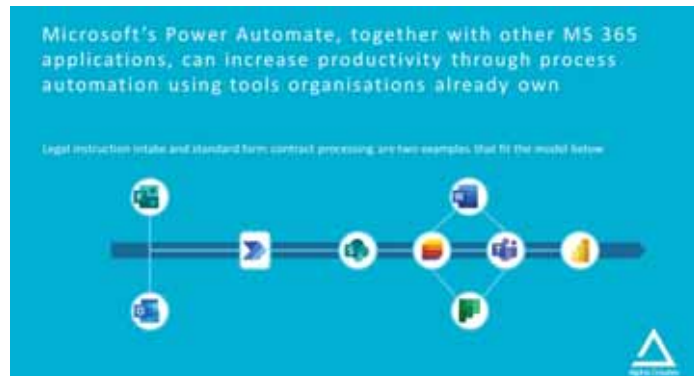 Microsoft's Power Automate, together with other MS 365
applications, can increase productivity through process
automation using tools organisations already own
Legal instruction intake and standard form contract processing are two examples that fit the model below